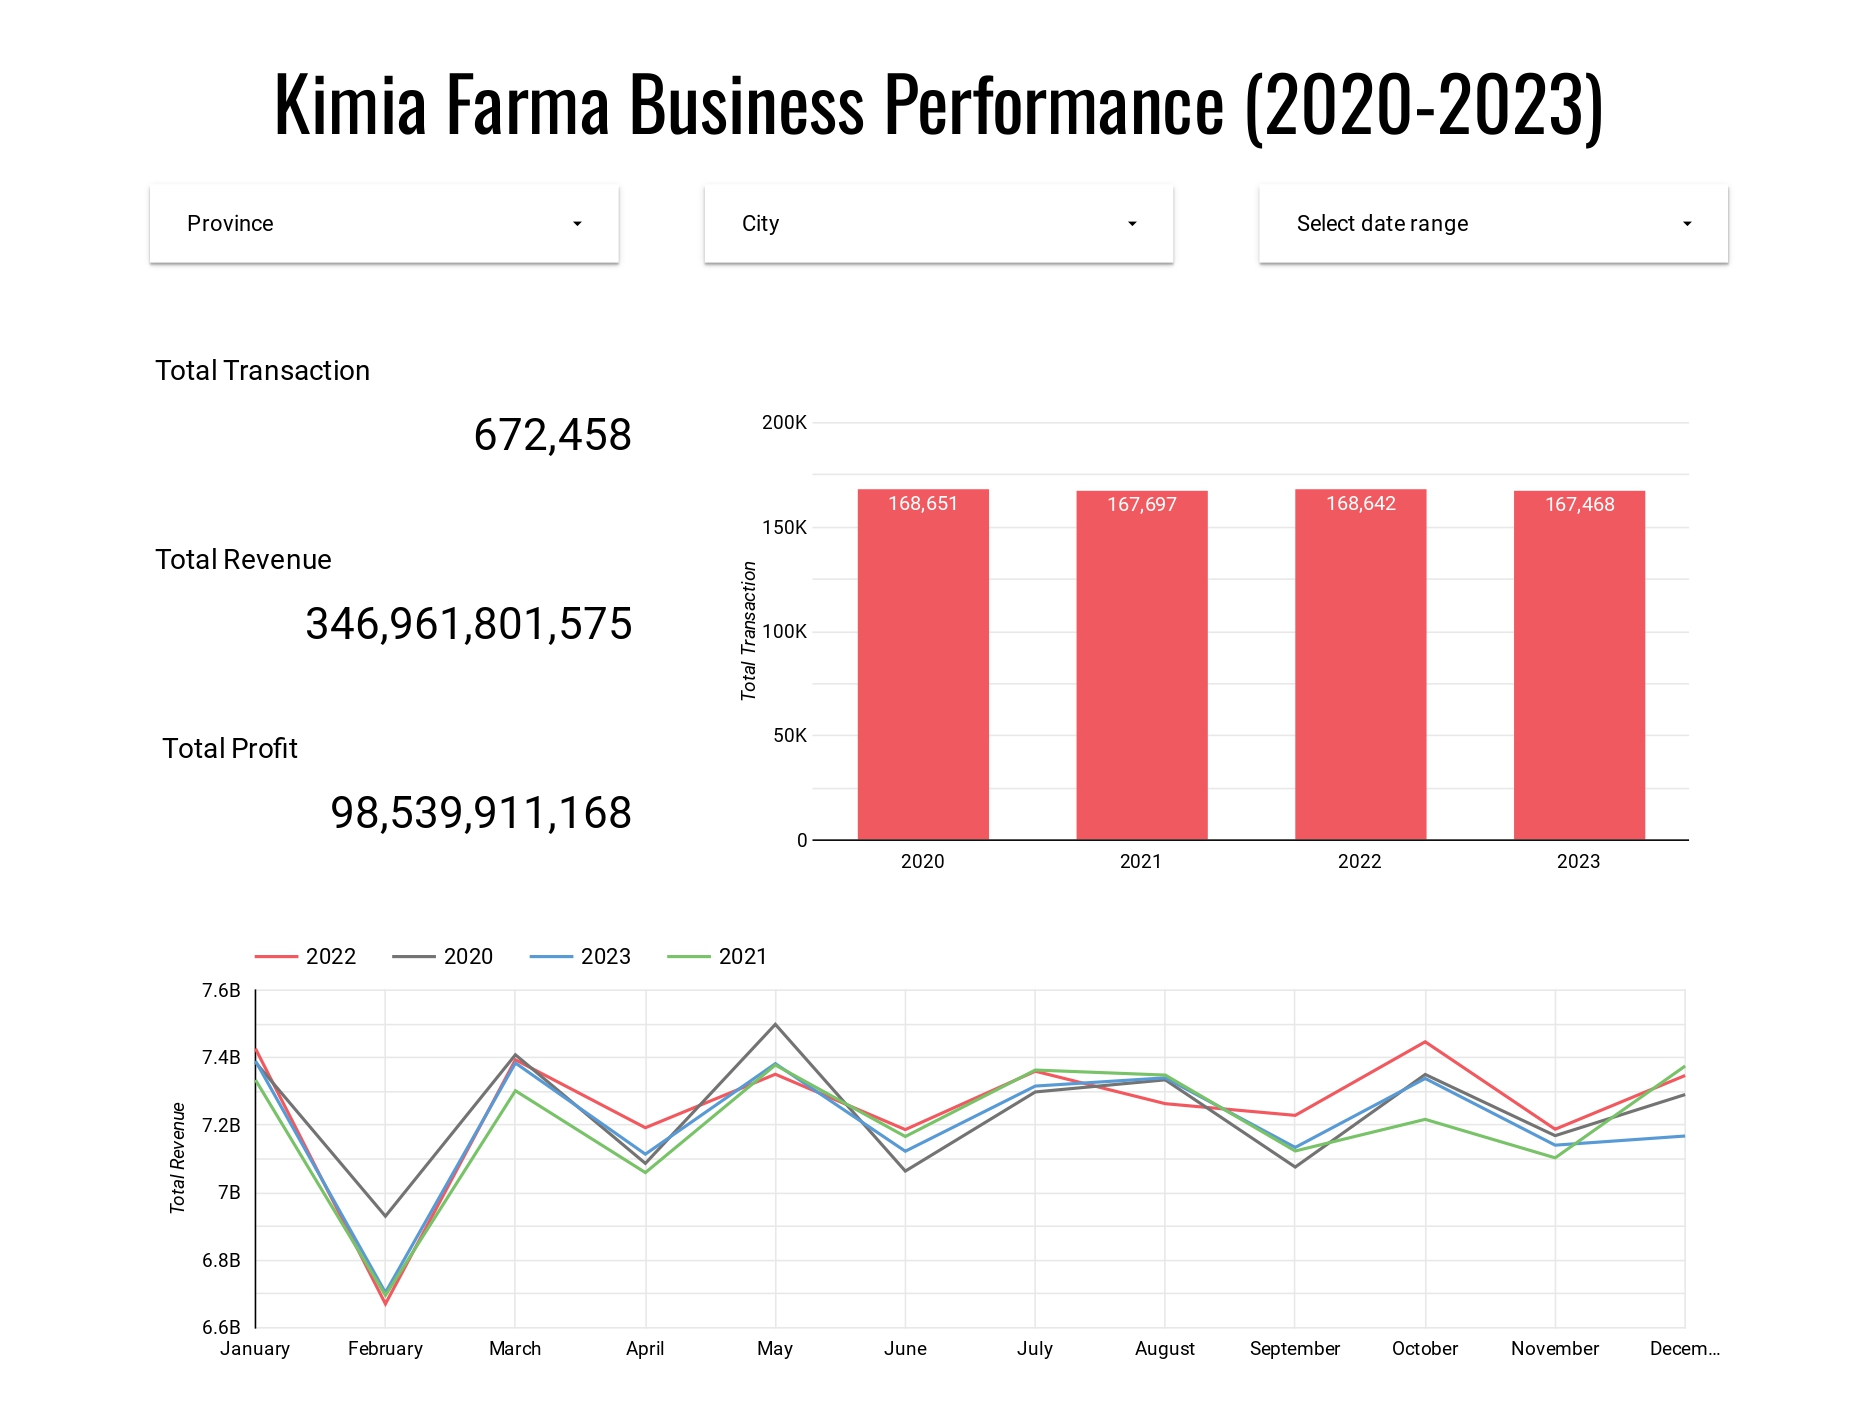 Kimia Farma Business Performance (2020-2023)
Province
City
Select date range
Total Transaction
672,458
Total Revenue
346,961,801,575
Total Profit
98,539,911,168
Total Transaction
200K
150K
100K
50K
0
168,651
167,697
168,642
167,468
2020
2021
2022
2023
2022
2020
2023
2021
Total Revenue
7.6B
7.4B
7.2B
7B
6.8B
6.6B
January
February
March
April
May
June
July
August
September
October
November
Decem...